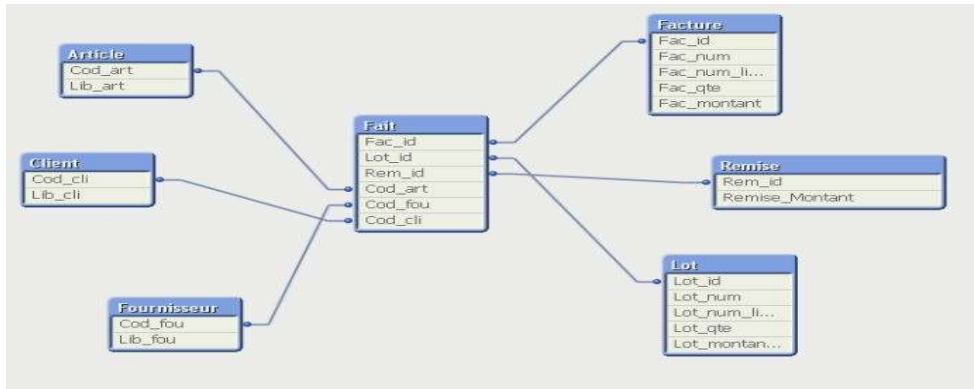 Article
Cod_art
Lib_art
Client
Cod_cli
Lib_cli
Fournisseur
Cod_fou
Lib_fou
Fait
Fac_id
Lot_id
Rem_id
Cod_art
Cod_fou
Cod_cli
Facture
Fac_id
Fac_num
Fac_num_li...
Fac_qte
Fac_montant
Remise
Rem_id
Remise_Montant
Lot
Lot_id
Lot_num
Lot_num_li...
Lot_qte
Lot_montan...